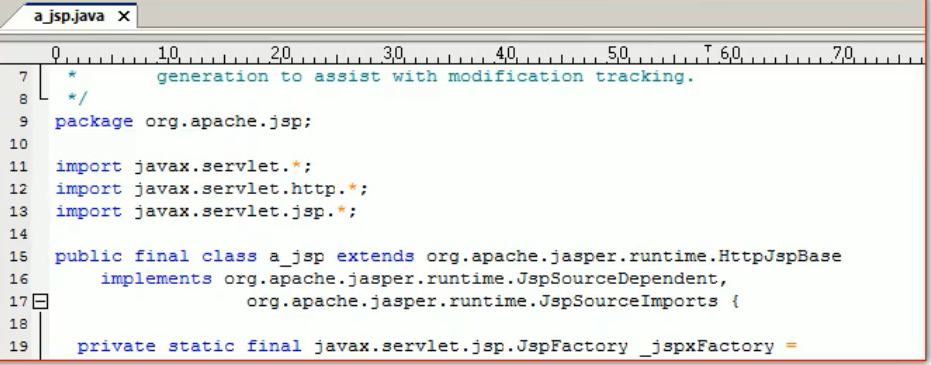 a_jsp.java X
0 10 20 30 40 50 60 70
7 * generation to assist with modification tracking.
8 */
9 package org.apache.jsp;
10
11 import javax.servlet.*;
12 import javax.servlet.http.*;
13 import javax.servlet.jsp.*;
14
15 public final class a_jsp extends org.apache.jasper.runtime.HttpJspBase
16 implements org.apache.jasper.runtime.JspSourceDependent,
17 org.apache.jasper.runtime.JspSourceImports {
18
19 private static final javax.servlet.jsp.JspFactory _jspxFactory =